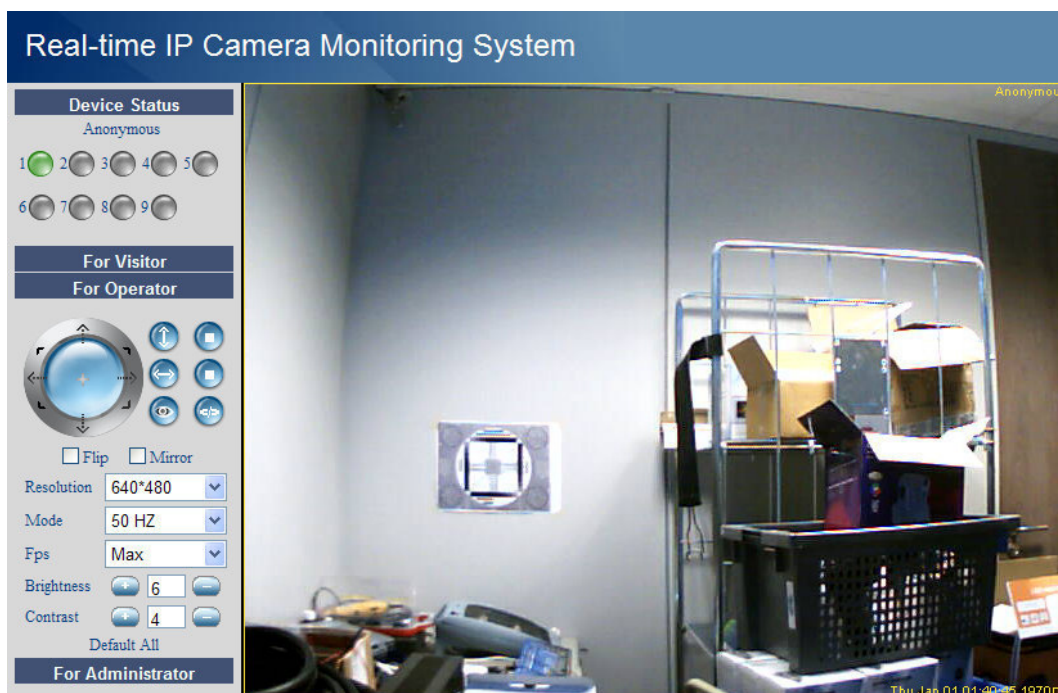 Real-time IP Camera Monitoring System
Device Status
Anonymous
1 2 3 4 5
6 7 8 9
For Visitor
For Operator
Flip Mirror
Resolution 640*480
Mode 50 HZ
Fps Max
Brightness + 6 –
Contrast + 4 –
Default All
For Administrator
Anonymou
Thu Jan 01 01:40:45 1970